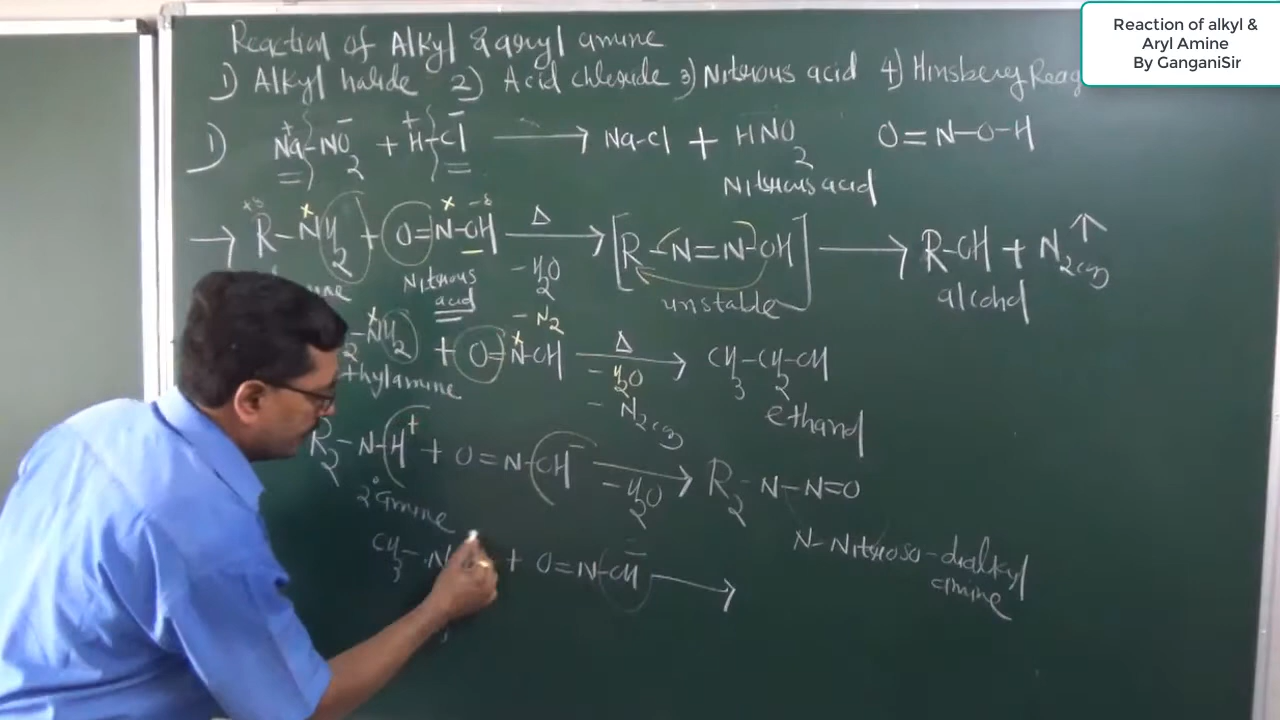 Reaction of alkyl &
Aryl Amine
By GanganiSir
Reaction of Alkyl & aryl amine
1) Alkyl halide 2) Acid chloride 3) Nitrous acid 4) Hinsberg Reag
1) Na-NO2 + H-Cl → Na-Cl + HNO2 O=N-O-H
Nitrous acid
→ R-NH2 + O=N-OH Δ → [R-N=N-OH] → R-OH + N2(g) ↑
-H2O
Nitrous acid
unstable
alcohol
-N2
2-NH2 + O=N-OH Δ → CH3-CH2-OH
-H2O
thylamine
- N2(g)
ethanol
R2-N-H+ + O=N-OH- → R2-N-N=O
-H2O
2° amine
N-Nitroso-dialkyl
amine
CH3-N + O=N-OH- →